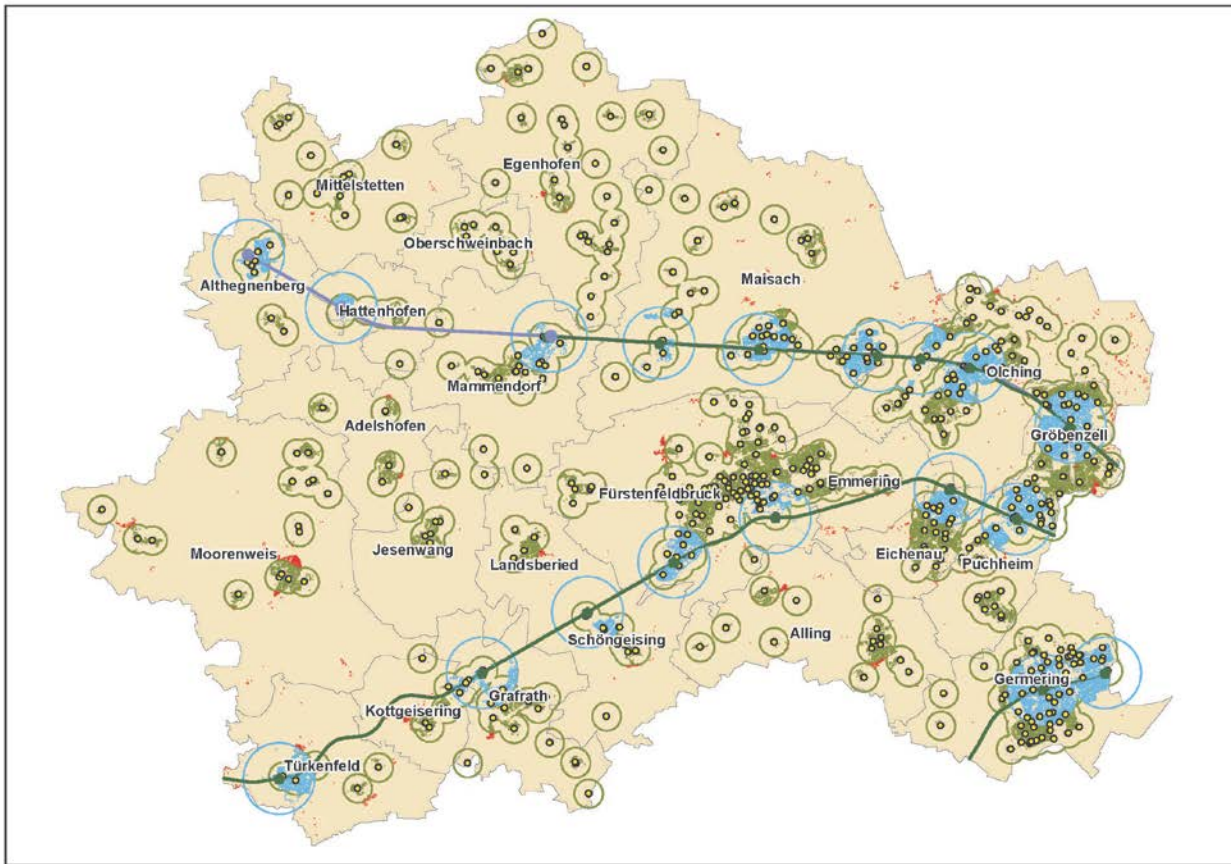 Egenhofen
Mittelstetten
Oberschweinbach
Maisach
Althegnenberg
Hattenhofen
Olching
Mammendorf
Adelshofen
Gröbenzell
Emmering
Fürstenfeldbruck
Moorenweis
Jesenwang
Landsberied
Eichenau
Puchheim
Schöngeising
Alling
Germering
Grafrath
Kottgeisering
Türkenfeld